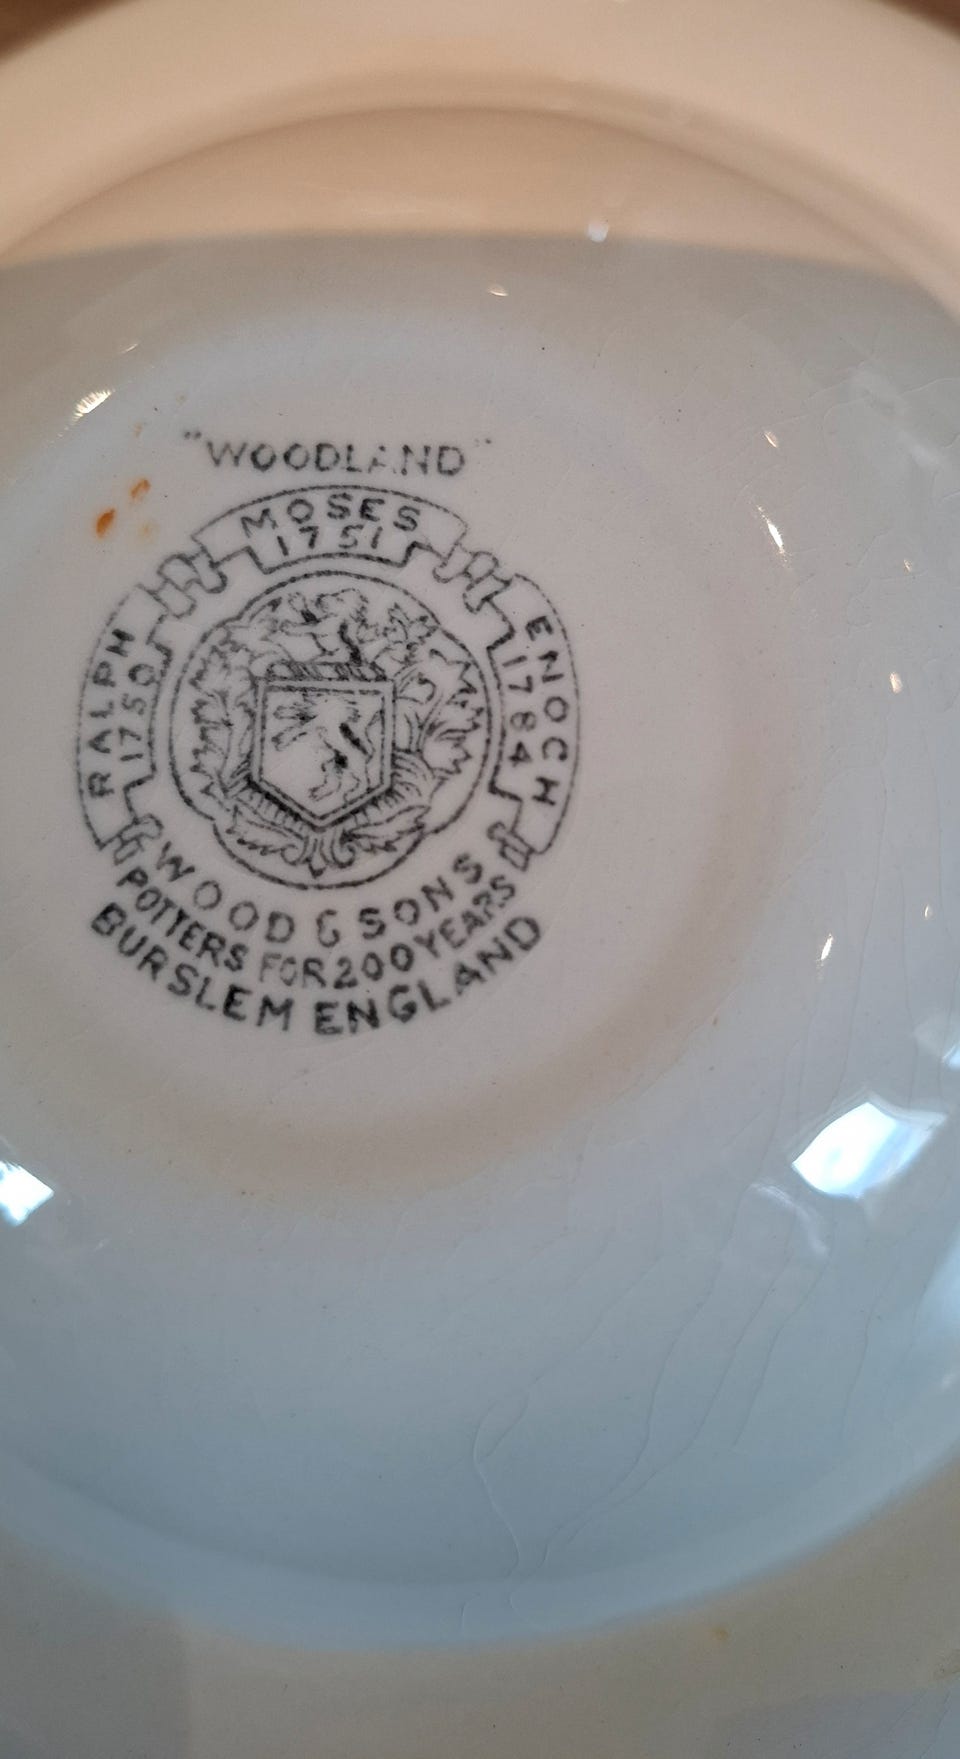 "WOODLAND"
MOSES
1751
RALPH
1750
ENOCH
1784
WOOD & SONS
POTTERS FOR 200 YEARS
BURSLEM ENGLAND